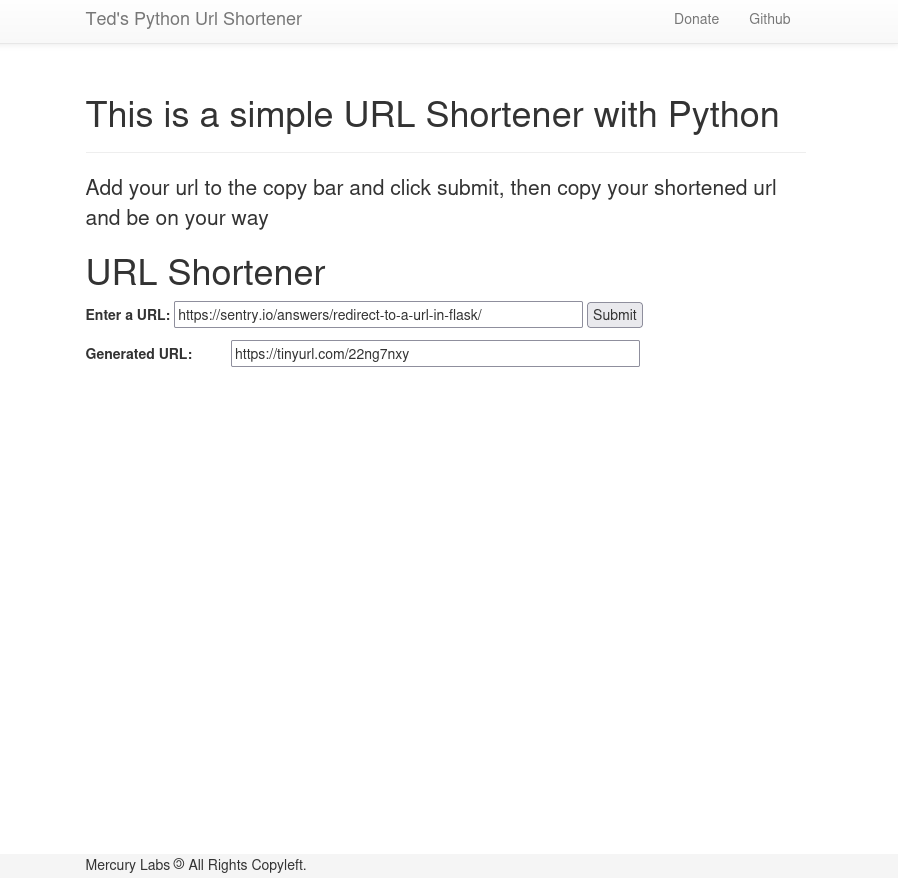 Ted's Python Url Shortener Donate Github
This is a simple URL Shortener with Python
Add your url to the copy bar and click submit, then copy your shortened url
and be on your way
URL Shortener
Enter a URL: https://sentry.io/answers/redirect-to-a-url-in-flask/ Submit
Generated URL: https://tinyurl.com/22ng7nxy
Mercury Labs 🄯 All Rights Copyleft.